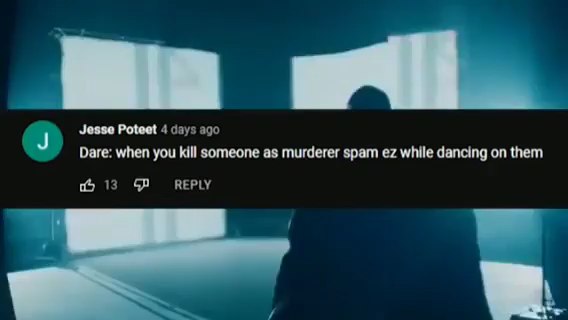 J
Jesse Poteet 4 days ago
Dare: when you kill someone as murderer spam ez while dancing on them
13 REPLY